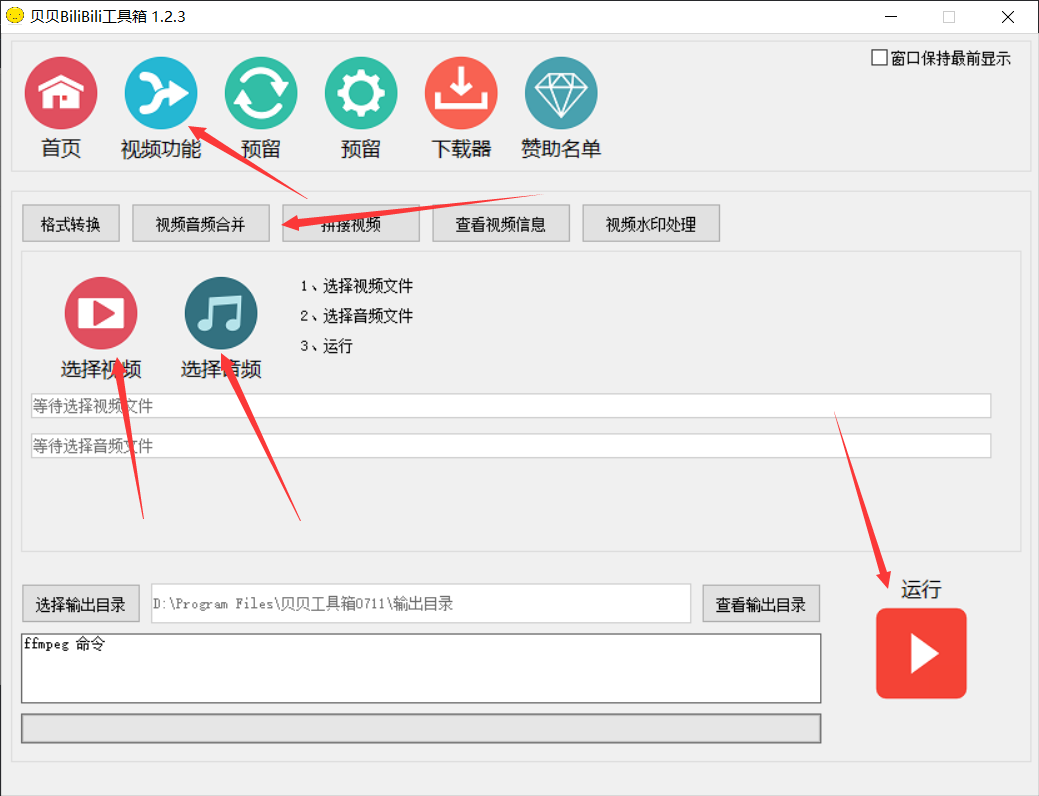 贝贝BiliBili工具箱 1.2.3
窗口保持最前显示
首页 视频功能 预留 预留 下载器 赞助名单
格式转换 视频音频合并 拼接视频 查看视频信息 视频水印处理
1、选择视频文件
2、选择音频文件
3、运行
选择视频 选择音频
等待选择视频文件
等待选择音频文件
运行
选择输出目录 D:\Program Files\贝贝工具箱0711\输出目录 查看输出目录
ffmpeg 命令